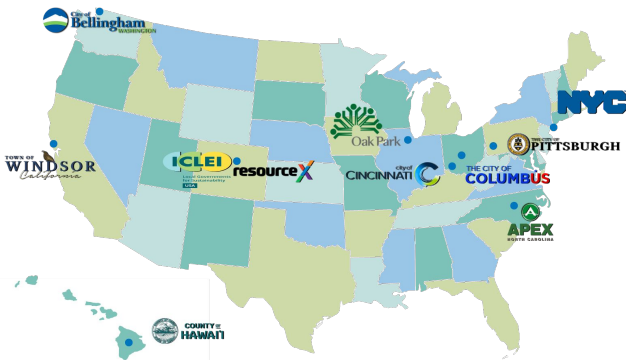 City of
Bellingham
WASHINGTON
NYC
Oak Park
THE CITY OF
PITTSBURGH
TOWN OF
WINDSOR
California
ICLEI
Local Governments
for Sustainability
USA
resourceX
city of
CINCINNATI
THE CITY OF
COLUMBUS
APEX
NORTH CAROLINA
COUNTY OF
HAWAI'I